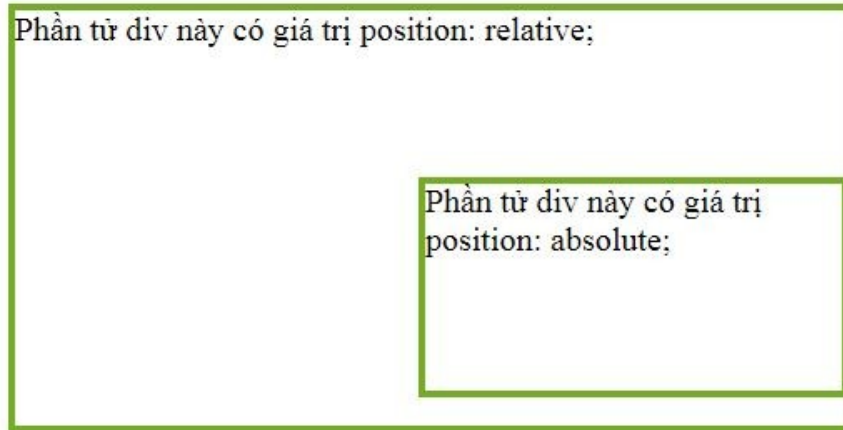 Phần tử div này có giá trị position: relative;
Phần tử div này có giá trị
position: absolute;